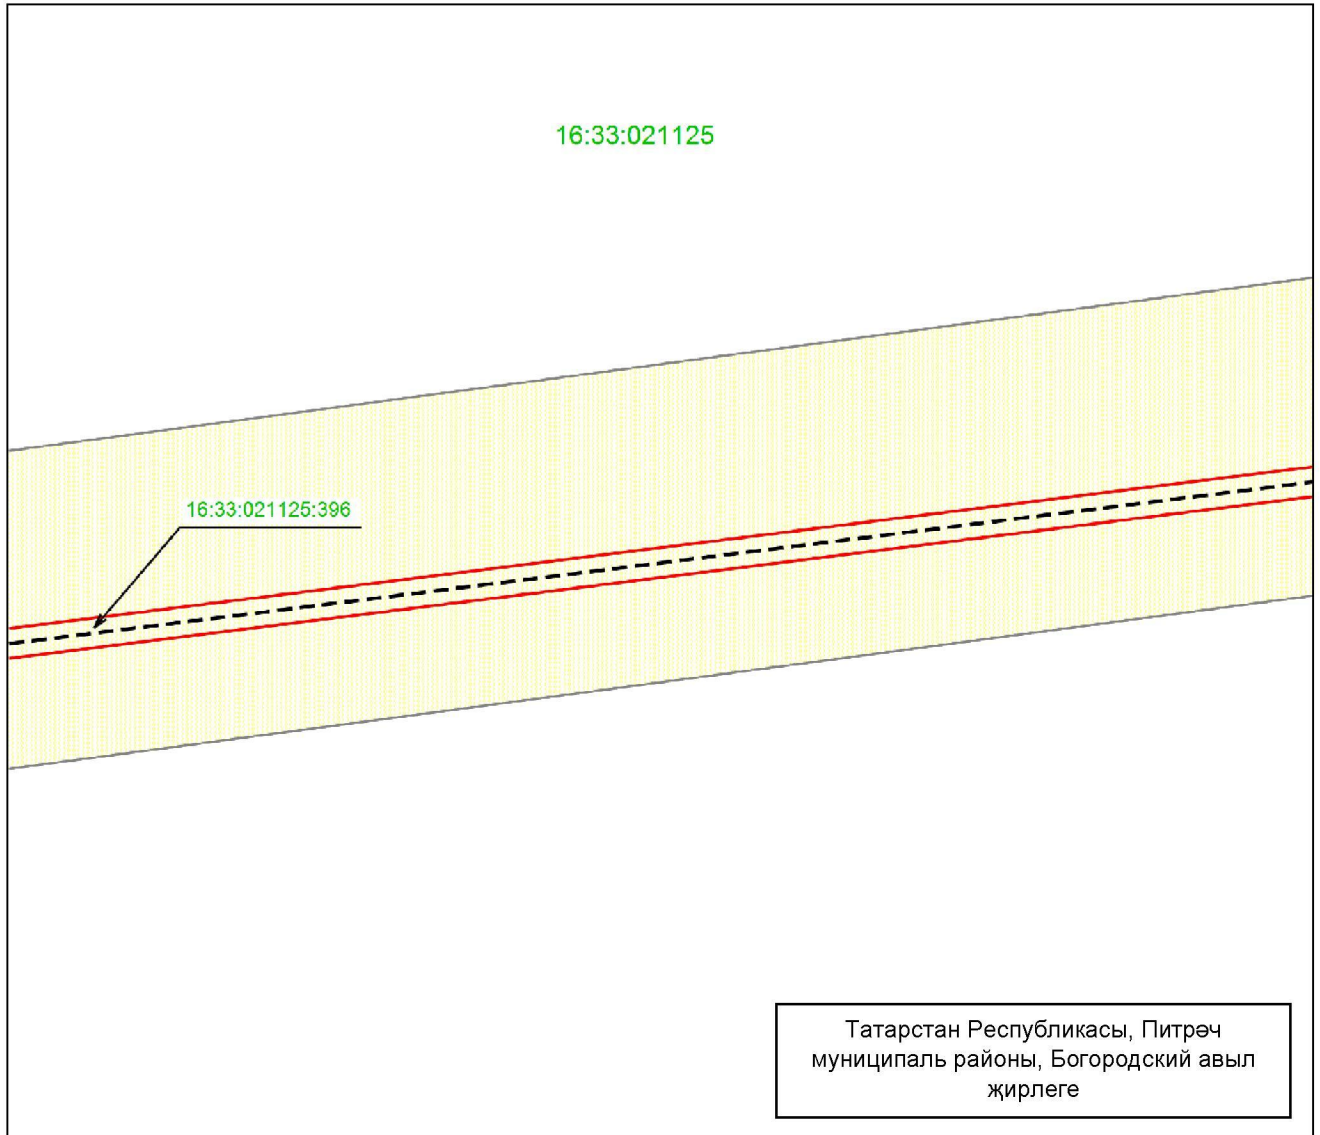 16:33:021125
16:33:021125:396
Татарстан Республикасы, Питрәч
муниципаль районы, Богородский авыл
җирлеге